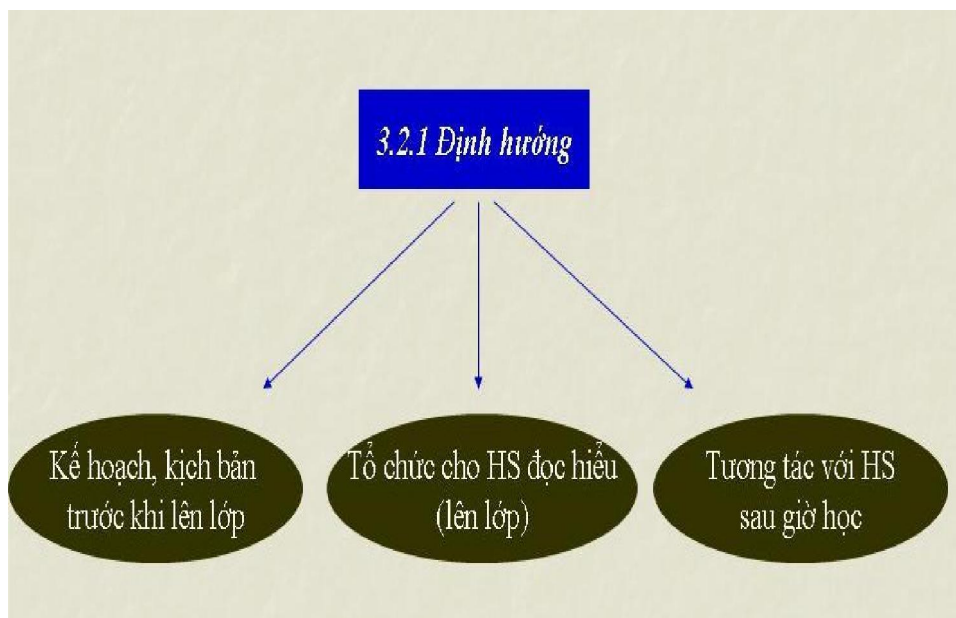 3.2.1 Định hướng
Kế hoạch, kịch bản
trước khi lên lớp
Tổ chức cho HS đọc hiểu
(lên lớp)
Tương tác với HS
sau giờ học